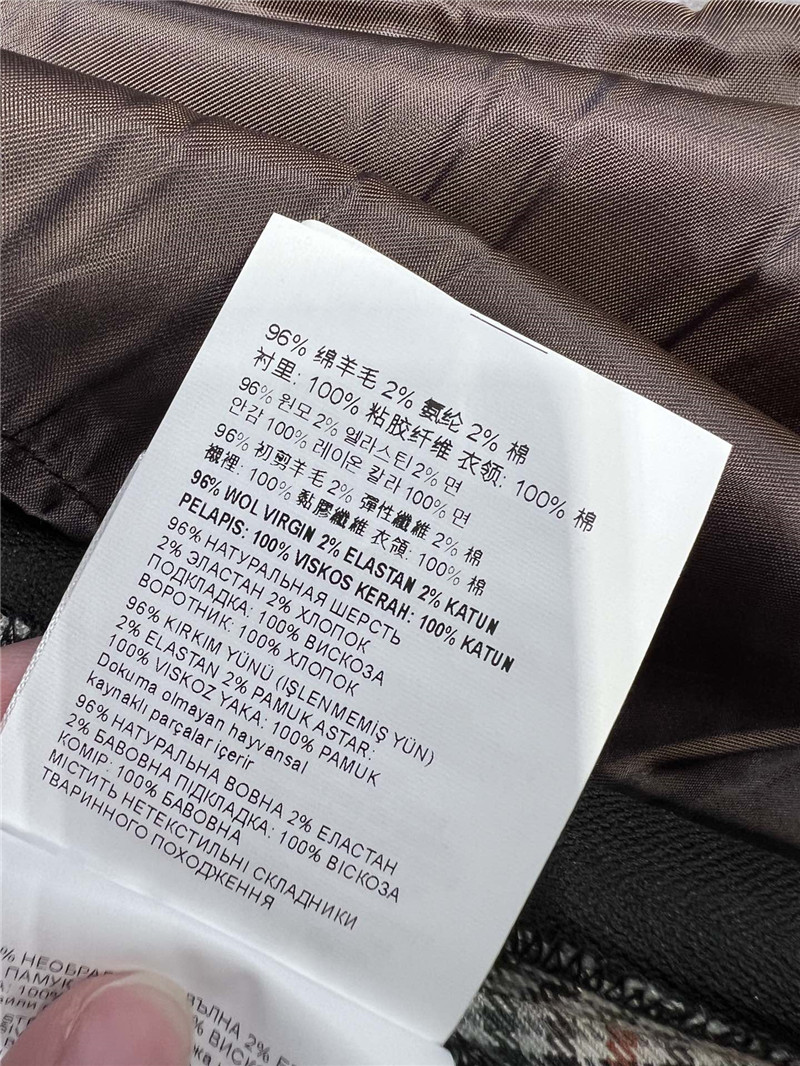 96% 绵羊毛 2% 氨纶 2% 棉
衬里: 100% 粘胶纤维 衣领: 100% 棉
96% 원모 2% 엘라스틴 2% 면
안감 100% 레이온 칼라 100% 면
96% 初剪羊毛 2% 彈性纖維 2% 棉
襯裡: 100% 黏膠纖維 衣領: 100% 棉
96% WOL VIRGIN 2% ELASTAN 2% KATUN
PELAPIS: 100% VISKOS KERAH: 100% KATUN
96% НАТУРАЛЬНАЯ ШЕРСТЬ
2% ЭЛАСТАН 2% ХЛОПОК
ПОДКЛАДКА: 100% ВИСКОЗА
ВОРОТНИК: 100% ХЛОПОК
96% KIRKIM YÜNÜ (IŞLENMEMIŞ YÜN)
2% ELASTAN 2% PAMUK ASTAR:
100% VISKOZ YAKA: 100% PAMUK
Dokuma olmayan hayvansal
kaynaklı parçalar içerir
96% НАТУРАЛЬНА ВОВНА 2% ЕЛАСТАН
2% БАВОВНА ПІДКЛАДКА: 100% ВІСКОЗА
КОМІР: 100% БАВОВНА
МІСТИТЬ НЕТЕКСТИЛЬНІ СКЛАДНИКИ
ТВАРИННОГО ПОХОДЖЕННЯ
% ВЪЛНА 2%
100%